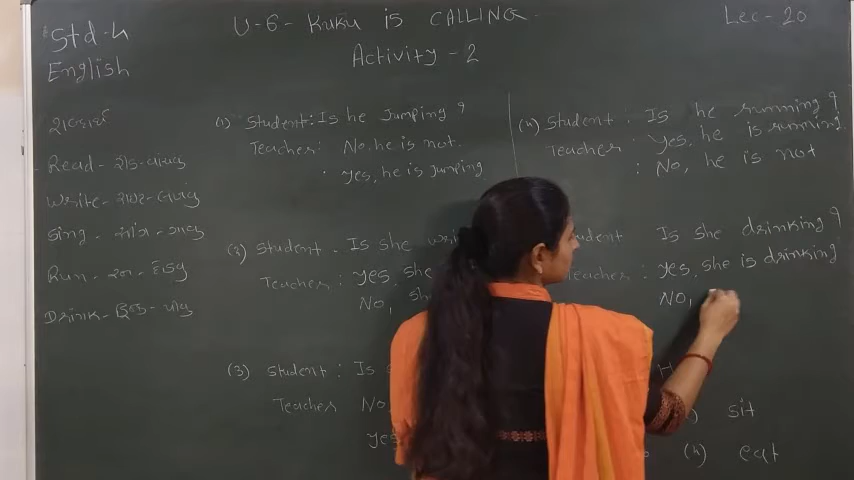 Std-4
English
U-6- Kuku is CALLING-
Activity - 2
Lec - 20
શબ્દાર્થ
Read - રીડ - વાંચવુ
Write - રાઇટ - લખવું
Sing - સીંગ - ગાવુ
Run - રન - દોડવુ
Drink - ડ્રિંક - પીવુ
(1) Student: Is he Jumping ?
Teacher: No. he is not.
: Yes, he is Jumping
(2) Student. Is she wri
Teacher: yes, she
No, sh
(3) Student: Is
Teacher No,
yes
(4) Student: Is he running ?
Teacher: Yes, he is running.
: No, he is not
udent Is she drinking ?
Teacher: yes, she is drinking
No,
H
sit
(4) eat